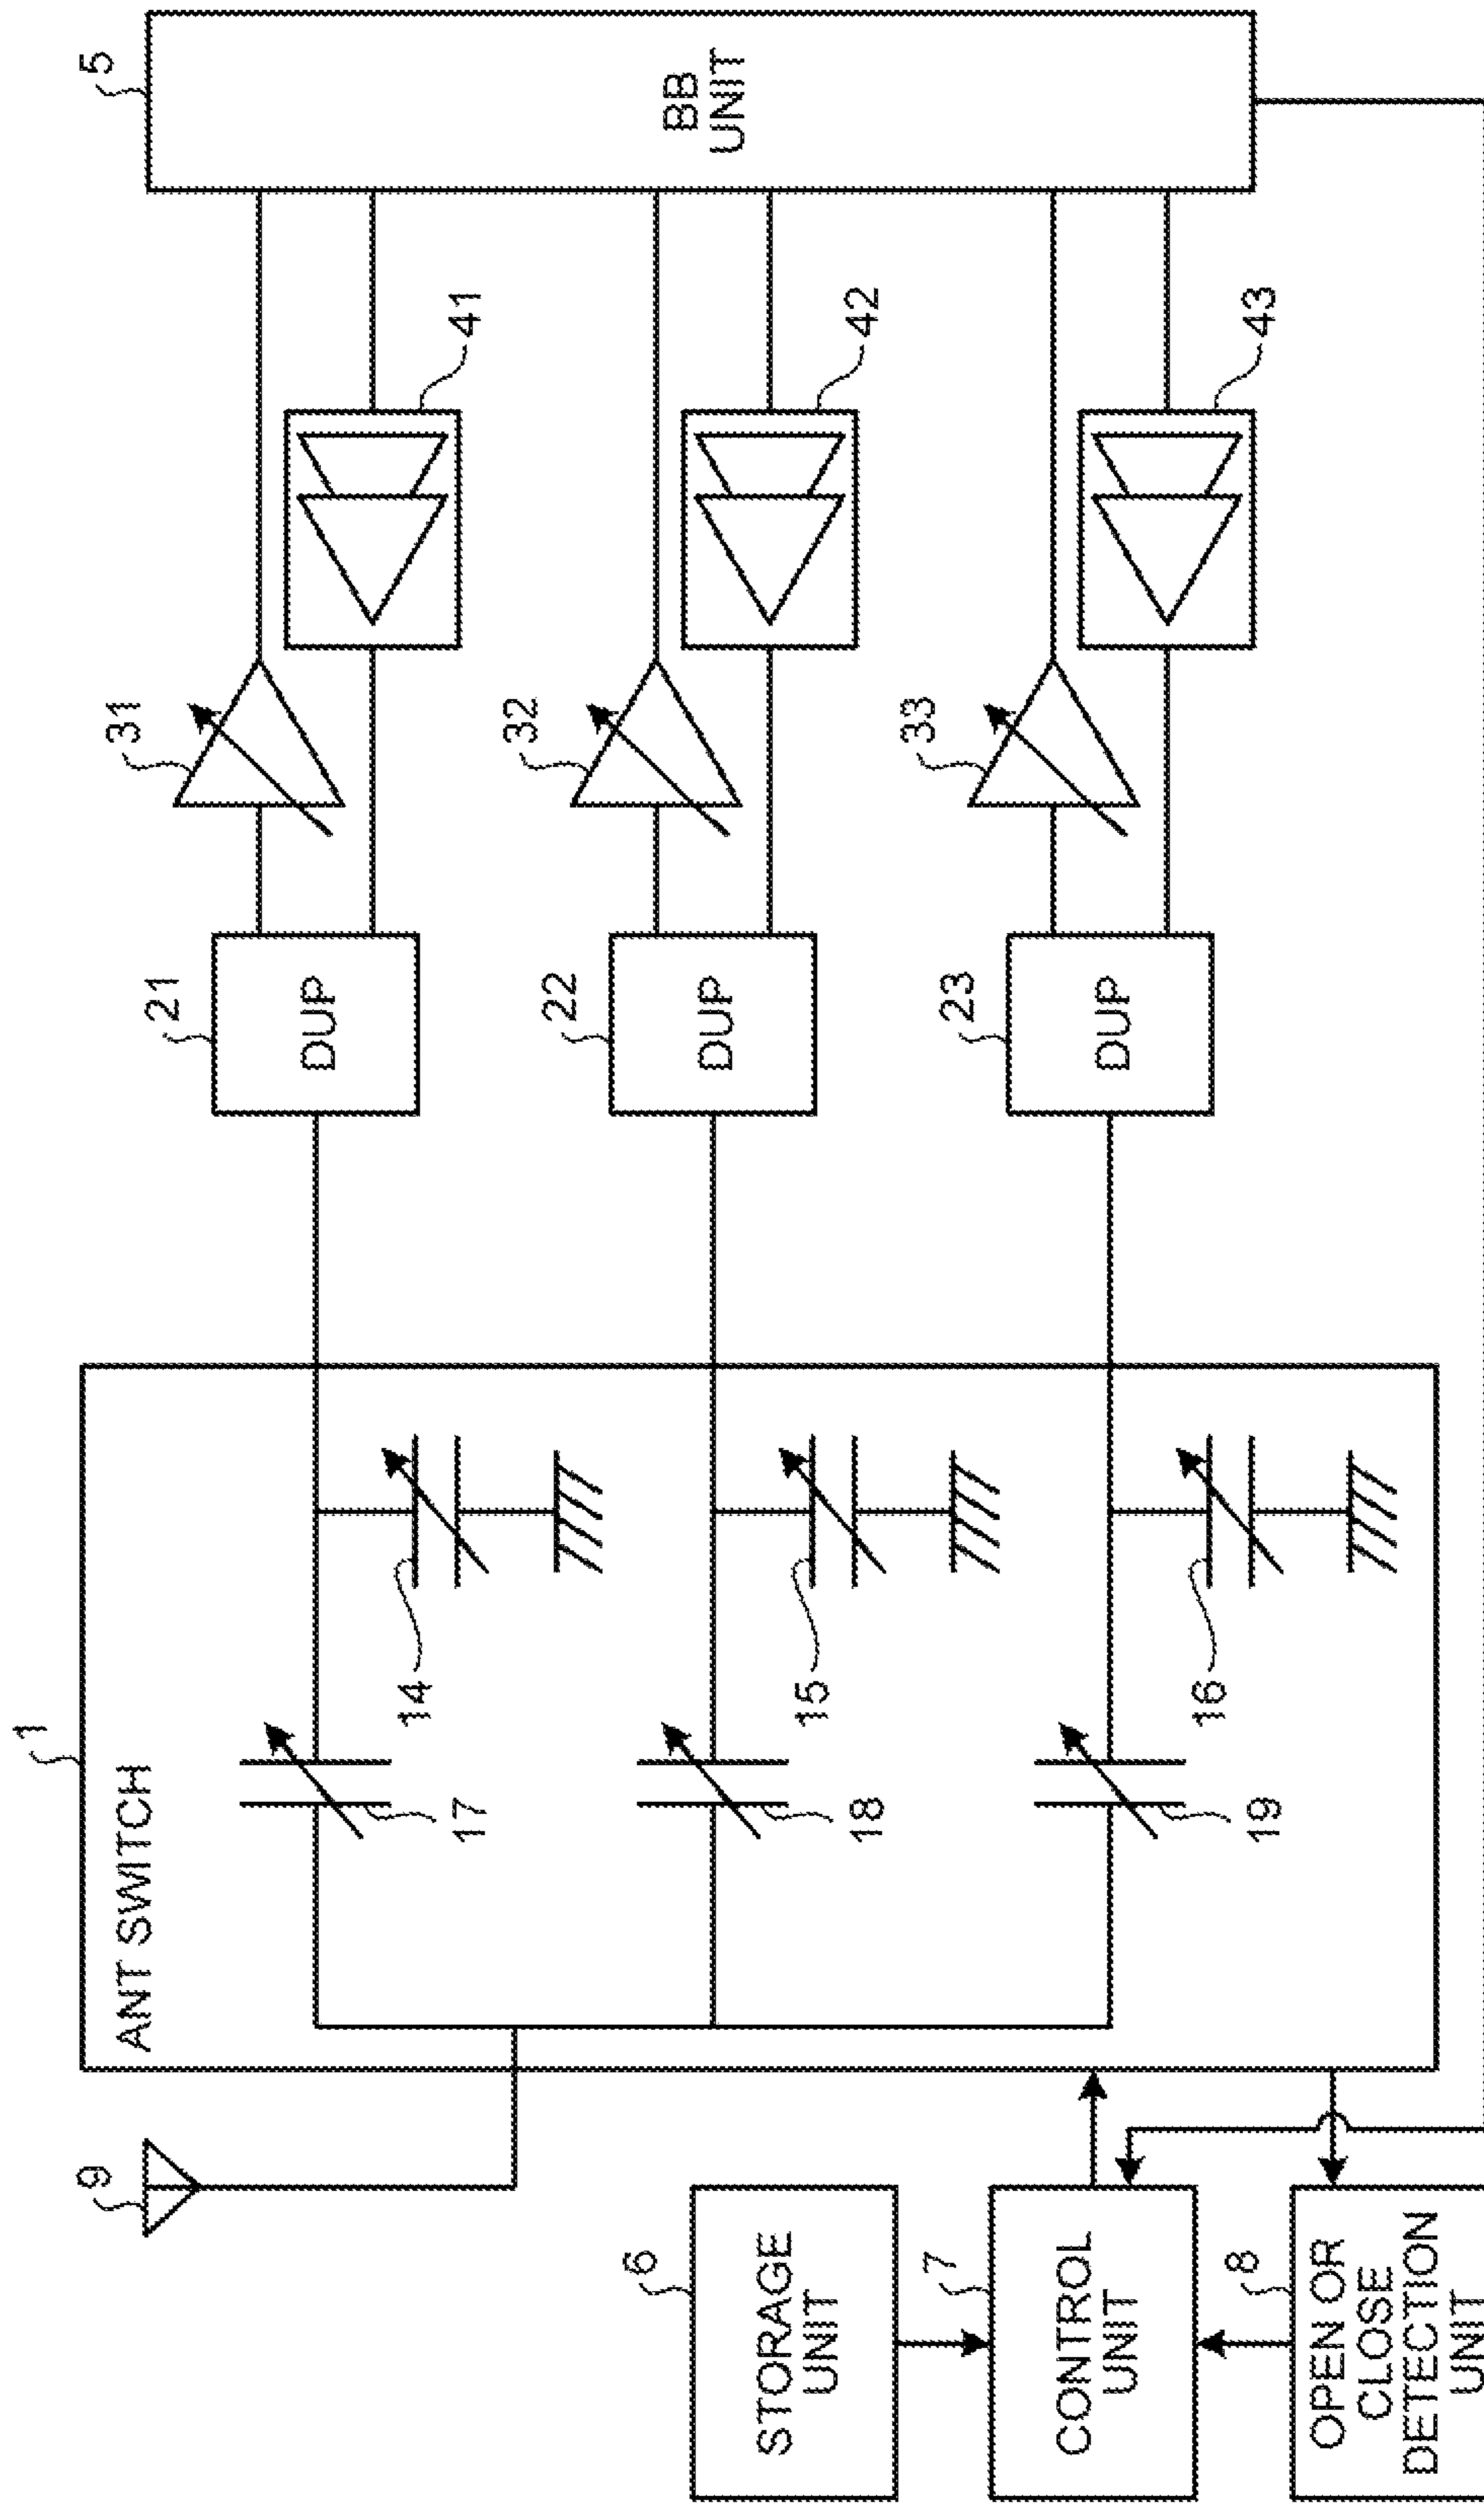 1
ANT SWITCH
9
17
14
18
15
19
16
21
DUP
22
DUP
23
DUP
31
41
32
42
33
43
5
BB
UNIT
6
STORAGE
UNIT
7
CONTROL
UNIT
8
OPEN OR
CLOSE
DETECTION
UNIT